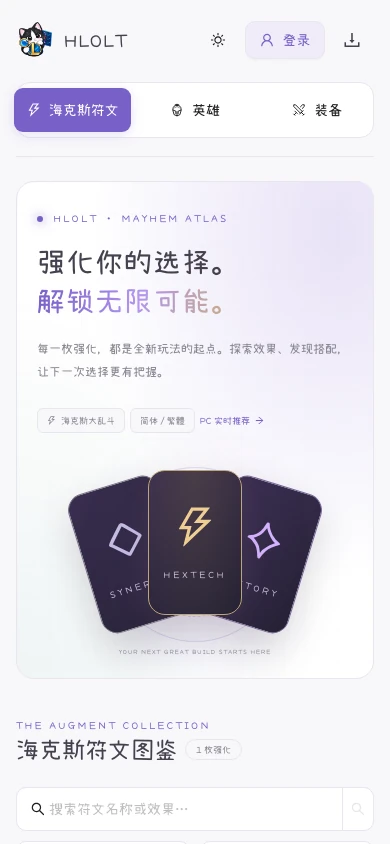 HLOLT
登录
海克斯符文
英雄
装备
HLOLT • MAYHEM ATLAS
强化你的选择。
解锁无限可能。
每一枚强化，都是全新玩法的起点。探索效果、发现搭配，
让下一次选择更有把握。
海克斯大乱斗
简体 / 繁體
PC 实时推荐 →
SYNER
HEXTECH
TORY
YOUR NEXT GREAT BUILD STARTS HERE
THE AUGMENT COLLECTION
海克斯符文图鉴
1 枚强化
搜索符文名称或效果…